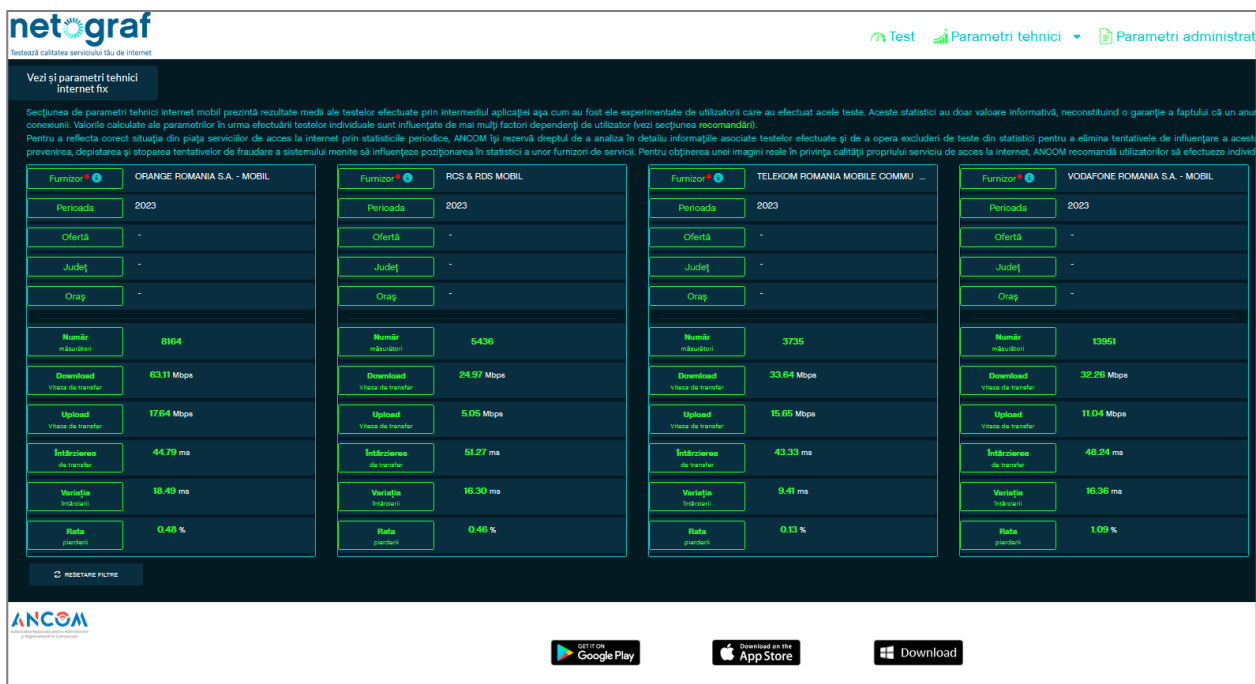 netograf
Testează calitatea serviciului tău de internet
Test
Parametri tehnici
Parametri administrat
Vezi și parametri tehnici
internet fix
Secțiunea de parametri tehnici internet mobil prezintă rezultate medii ale testelor efectuate prin intermediul aplicației așa cum au fost ele experimentate de utilizatorii care au efectuat acele teste. Aceste statistici au doar valoare informativă, neconstituind o garanție a faptului că un anu
conexiunii. Valorile calculate ale parametrilor în urma efectuării testelor individuale sunt influențate de mai mulți factori dependenți de utilizator (vezi secțiunea recomandări).
Pentru a reflecta corect situația din piața serviciilor de acces la internet prin statisticile periodice, ANCOM își rezervă dreptul de a analiza în detaliu informațiile asociate testelor efectuate și de a opera excluderi de teste din statistici pentru a elimina tentativele de influențare a acesto
prevenirea, depistarea și stoparea tentativelor de fraudare a sistemului menite să influențeze poziționarea în statistici a unor furnizori de servicii. Pentru obținerea unei imagini reale în privința calității propriului serviciu de acces la internet, ANCOM recomandă utilizatorilor să efectueze individ
Furnizor* ORANGE ROMANIA S.A. - MOBIL
Perioada 2023
Ofertă -
Județ -
Oraș -
Număr 8164
măsurători
Download 63.11 Mbps
Viteza de transfer
Upload 17.64 Mbps
Viteza de transfer
Întârzierea 44.79 ms
de transfer
Variația 18.49 ms
întârzierii
Rata 0.48 %
pierderii
Furnizor* RCS & RDS MOBIL
Perioada 2023
Ofertă -
Județ -
Oraș -
Număr 5436
măsurători
Download 24.97 Mbps
Viteza de transfer
Upload 5.05 Mbps
Viteza de transfer
Întârzierea 51.27 ms
de transfer
Variația 16.30 ms
întârzierii
Rata 0.46 %
pierderii
Furnizor* TELEKOM ROMANIA MOBILE COMMU ...
Perioada 2023
Ofertă -
Județ -
Oraș -
Număr 3735
măsurători
Download 33.64 Mbps
Viteza de transfer
Upload 15.65 Mbps
Viteza de transfer
Întârzierea 43.33 ms
de transfer
Variația 9.41 ms
întârzierii
Rata 0.13 %
pierderii
Furnizor* VODAFONE ROMANIA S.A. - MOBIL
Perioada 2023
Ofertă -
Județ -
Oraș -
Număr 13951
măsurători
Download 32.26 Mbps
Viteza de transfer
Upload 11.04 Mbps
Viteza de transfer
Întârzierea 48.24 ms
de transfer
Variația 16.36 ms
întârzierii
Rata 1.09 %
pierderii
RESETARE FILTRE
ANCOM
Autoritatea Națională pentru Administrare
și Reglementare în Comunicații
GET IT ON
Google Play
Download on the
App Store
Download